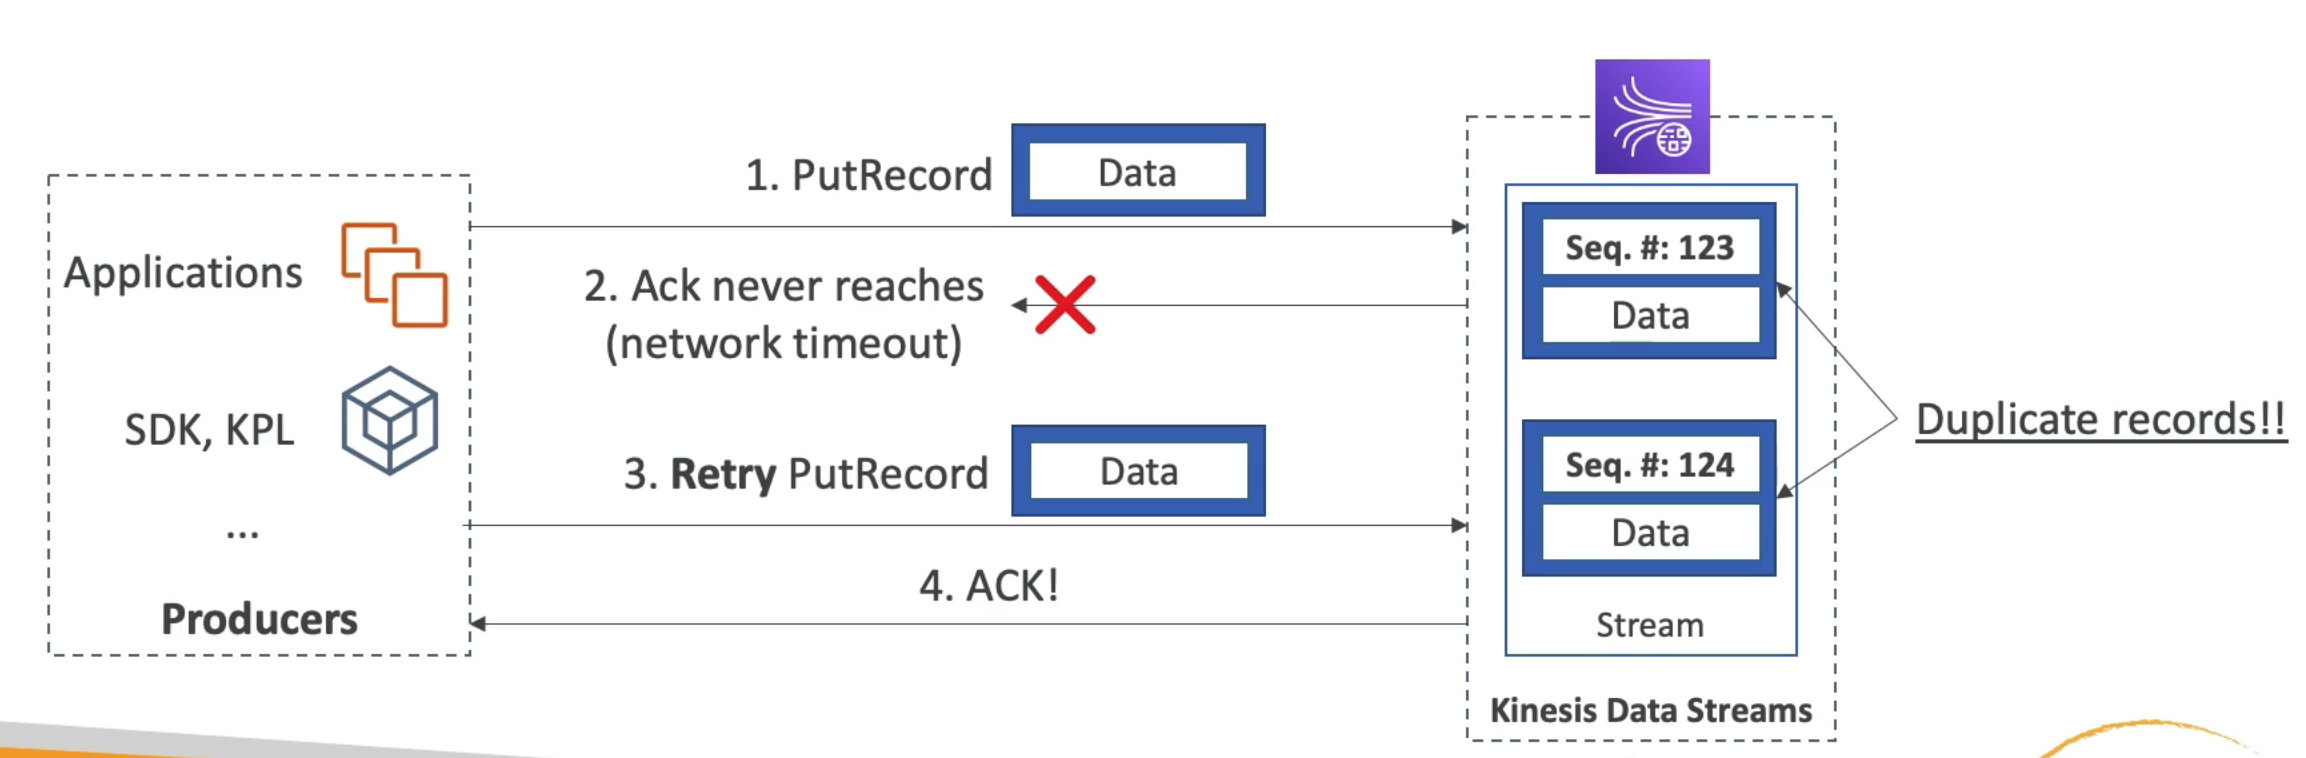 1. PutRecord
Data
Applications
2. Ack never reaches
(network timeout)
SDK, KPL
3. Retry PutRecord
Data
...
4. ACK!
Producers
Seq. #: 123
Data
Seq. #: 124
Data
Stream
Kinesis Data Streams
Duplicate records!!